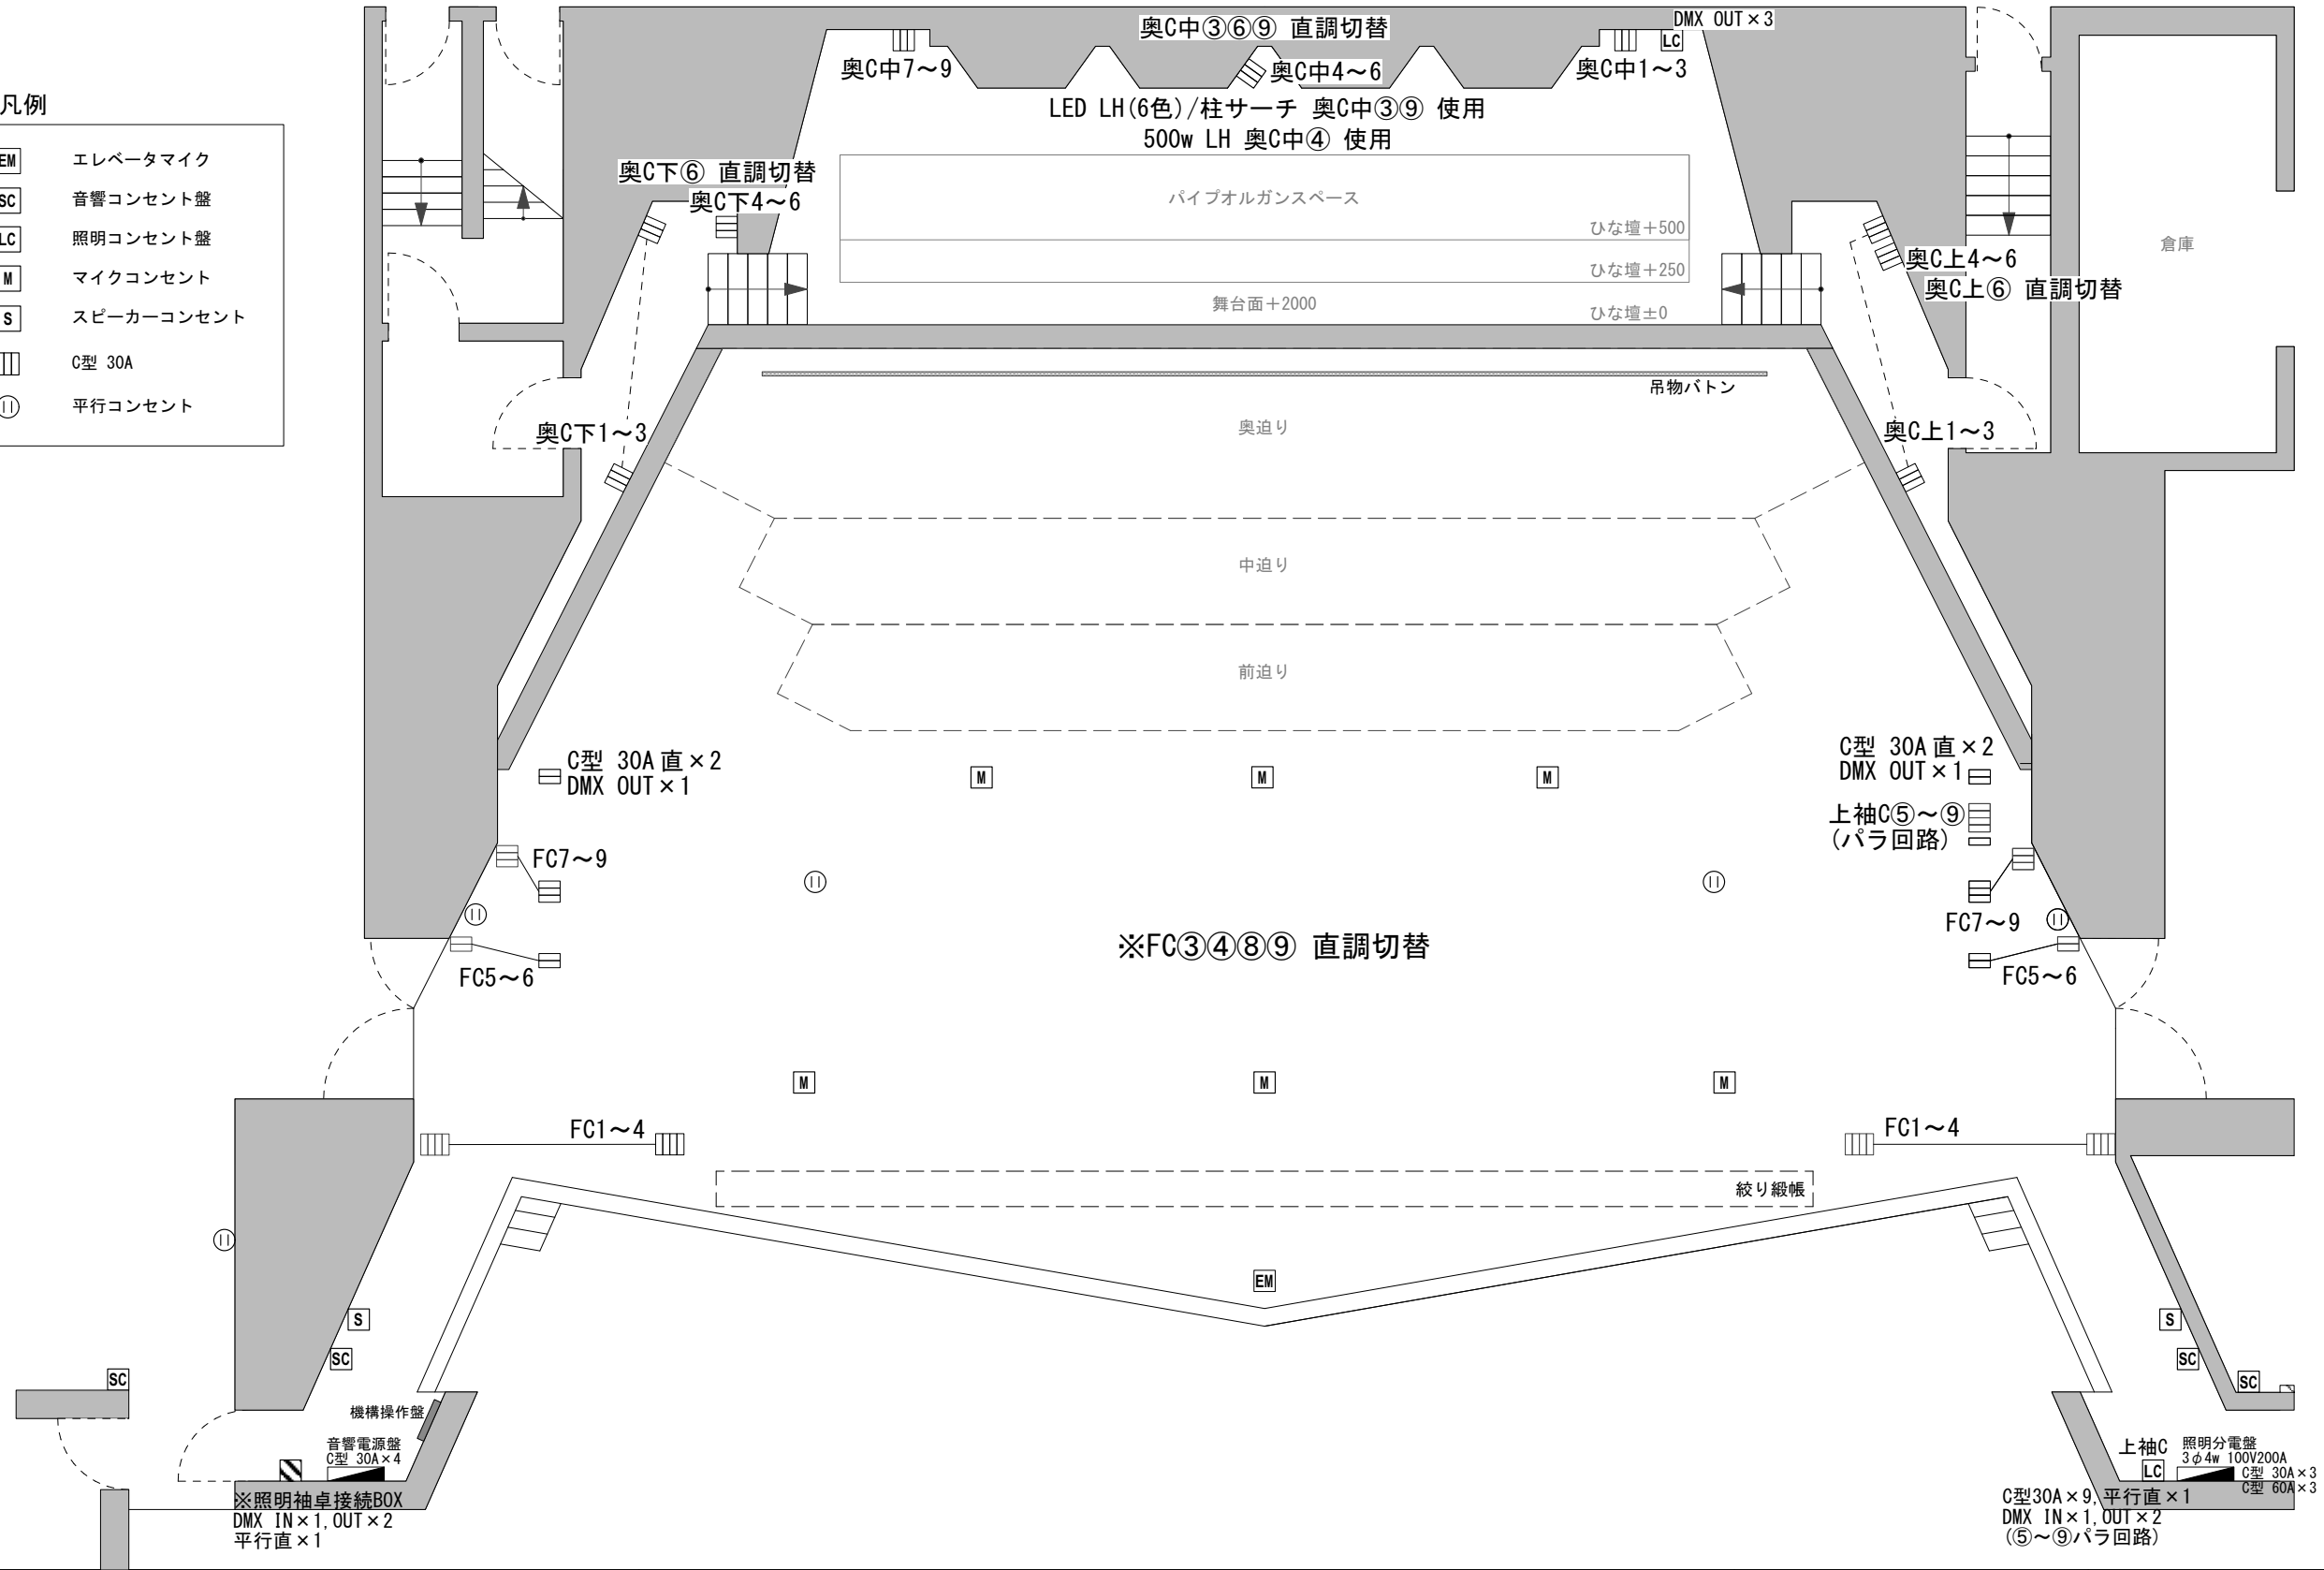 凡例
EM エレベータマイク
SC 音響コンセント盤
LC 照明コンセント盤
M マイクコンセント
S スピーカーコンセント
C型 30A
平行コンセント
奥C中③⑥⑨ 直調切替
DMX OUT×3
LC
奥C中7～9
奥C中4～6
奥C中1～3
LED LH(6色)/柱サーチ 奥C中③⑨ 使用
500w LH 奥C中④ 使用
奥C下⑥ 直調切替
奥C下4～6
パイプオルガンスペース
ひな壇＋500
ひな壇＋250
舞台面＋2000
ひな壇±0
倉庫
奥C上4～6
奥C上⑥ 直調切替
吊物バトン
奥迫り
奥C下1～3
奥C上1～3
中迫り
前迫り
C型 30A 直×2
DMX OUT×1
M
M
M
C型 30A 直×2
DMX OUT×1
上袖C⑤～⑨
(パラ回路)
FC7～9
FC7～9
※FC③④⑧⑨ 直調切替
FC5～6
FC5～6
M
M
M
FC1～4
FC1～4
絞り緞帳
EM
S
SC
SC
S
SC
SC
機構操作盤
音響電源盤
C型 30A×4
※照明袖卓接続BOX
DMX IN×1,OUT×2
平行直×1
上袖C
LC
照明分電盤
3φ4w 100V200A
C型 30A×3
C型 60A×3
C型30A×9,平行直×1
DMX IN×1,OUT×2
(⑤～⑨パラ回路)